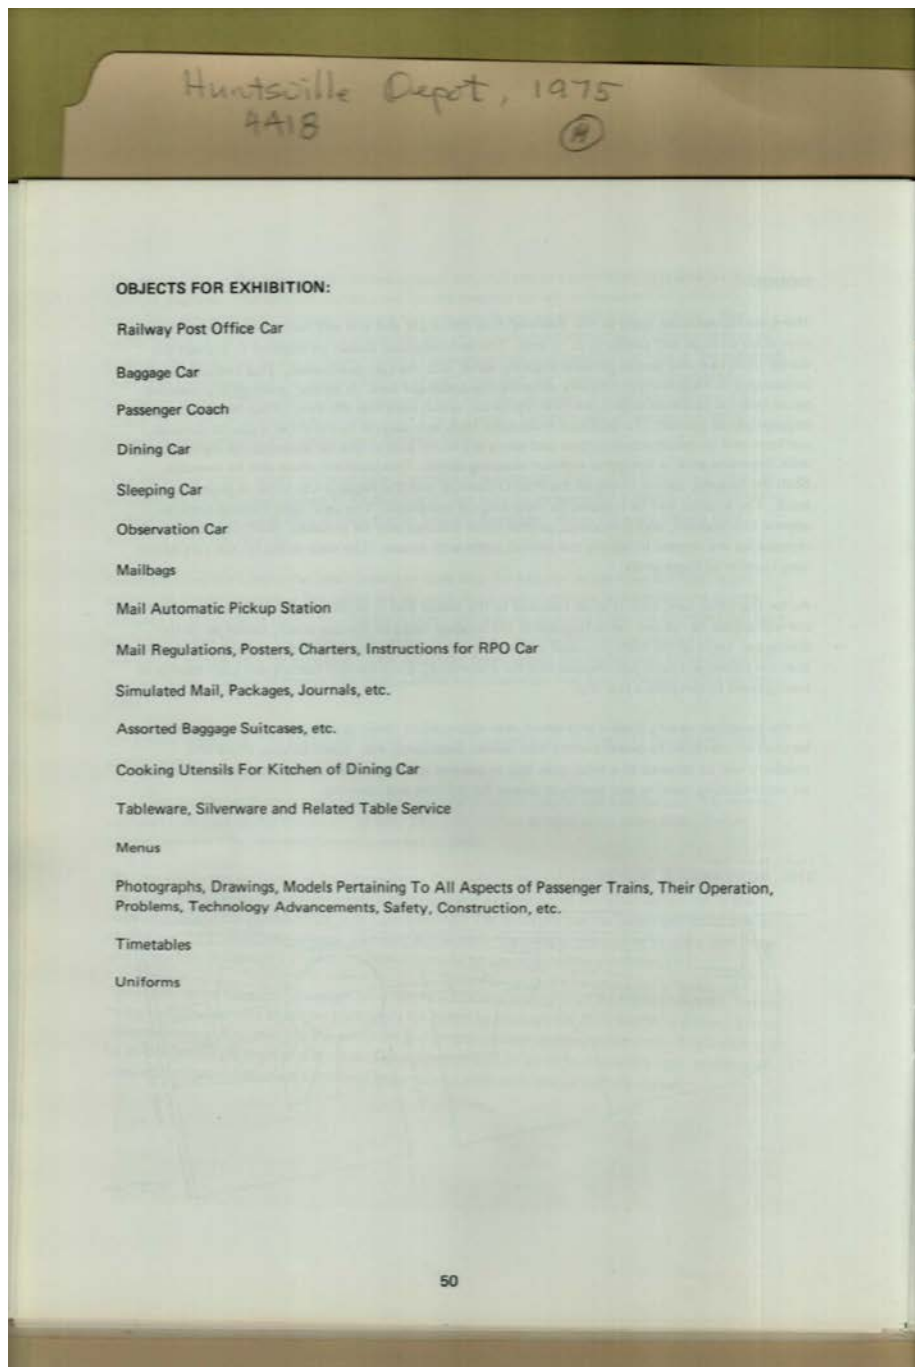 Huntsville Depot, 1975
4A18
A
OBJECTS FOR EXHIBITION:
Railway Post Office Car
Baggage Car
Passenger Coach
Dining Car
Sleeping Car
Observation Car
Mailbags
Mail Automatic Pickup Station
Mail Regulations, Posters, Charters, Instructions for RPO Car
Simulated Mail, Packages, Journals, etc.
Assorted Baggage Suitcases, etc.
Cooking Utensils For Kitchen of Dining Car
Tableware, Silverware and Related Table Service
Menus
Photographs, Drawings, Models Pertaining To All Aspects of Passenger Trains, Their Operation,
Problems, Technology Advancements, Safety, Construction, etc.
Timetables
Uniforms
50